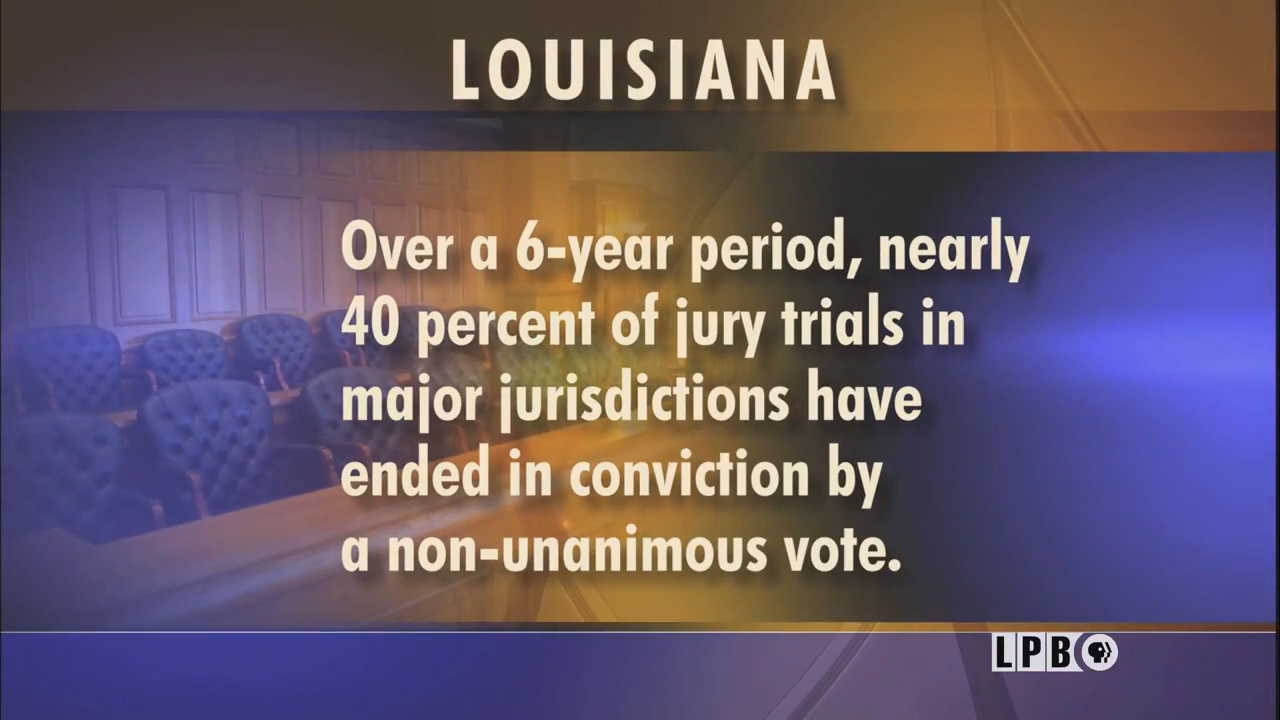 LOUISIANA
Over a 6-year period, nearly
40 percent of jury trials in
major jurisdictions have
ended in conviction by
a non-unanimous vote.
LPB